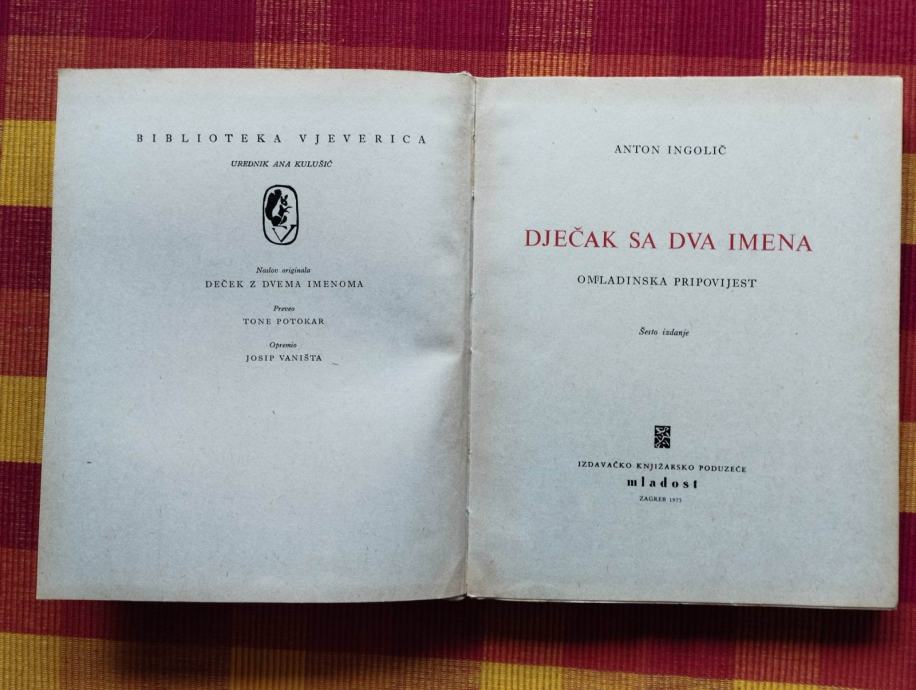 BIBLIOTEKA VJEVERICA
UREDNIK ANA KULUŠIĆ
Naslov originala
DEČEK Z DVEMA IMENOMA
Preveo
TONE POTOKAR
Opremio
JOSIP VANIŠTA
ANTON INGOLIČ
DJEČAK SA DVA IMENA
OMLADINSKA PRIPOVIJEST
Šesto izdanje
IZDAVAČKO KNJIŽARSKO PODUZEĆE
mladost
ZAGREB 1975